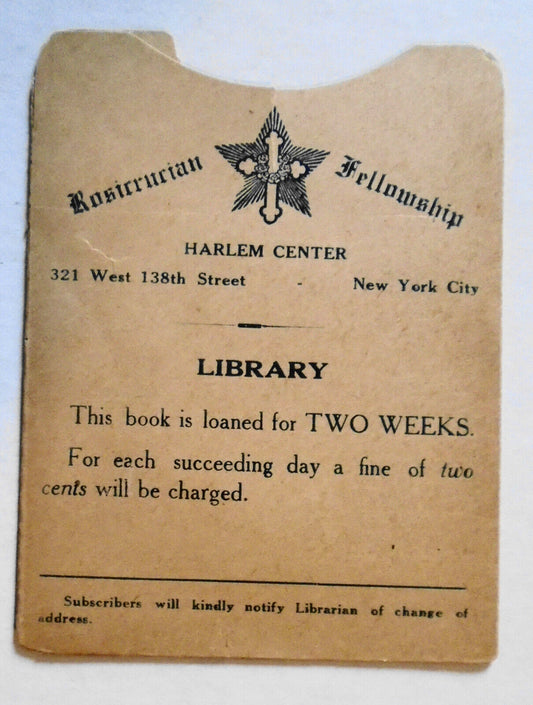 Rosicrucian Fellowship
HARLEM CENTER
321 West 138th Street - New York City
LIBRARY
This book is loaned for TWO WEEKS.
For each succeeding day a fine of two
cents will be charged.
Subscribers will kindly notify Librarian of change of
address.